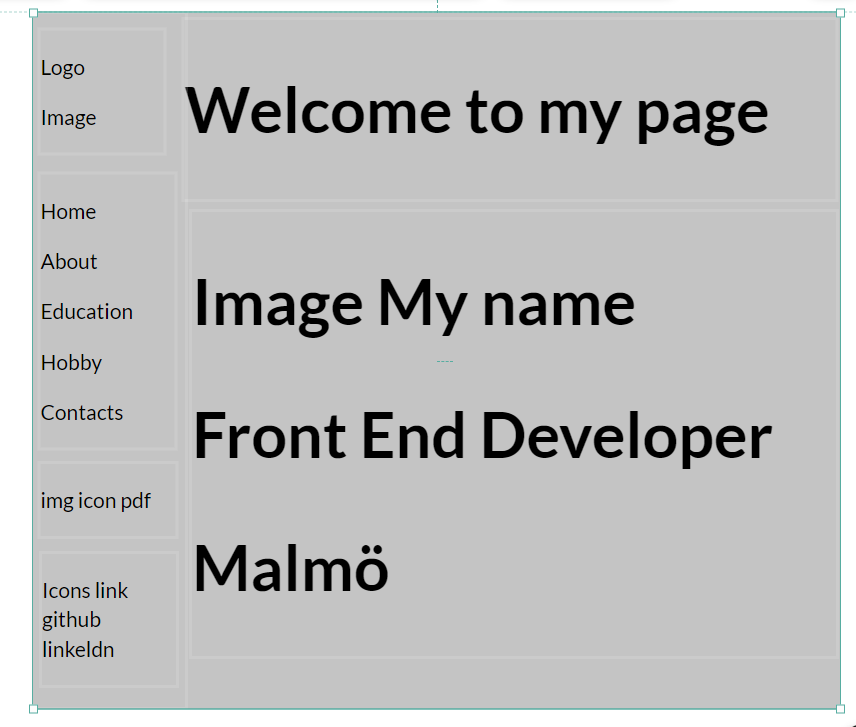 Logo
Image
Home
About
Education
Hobby
Contacts
img icon pdf
Icons link
github
linkeldn
Welcome to my page
Image My name
Front End Developer
Malmö